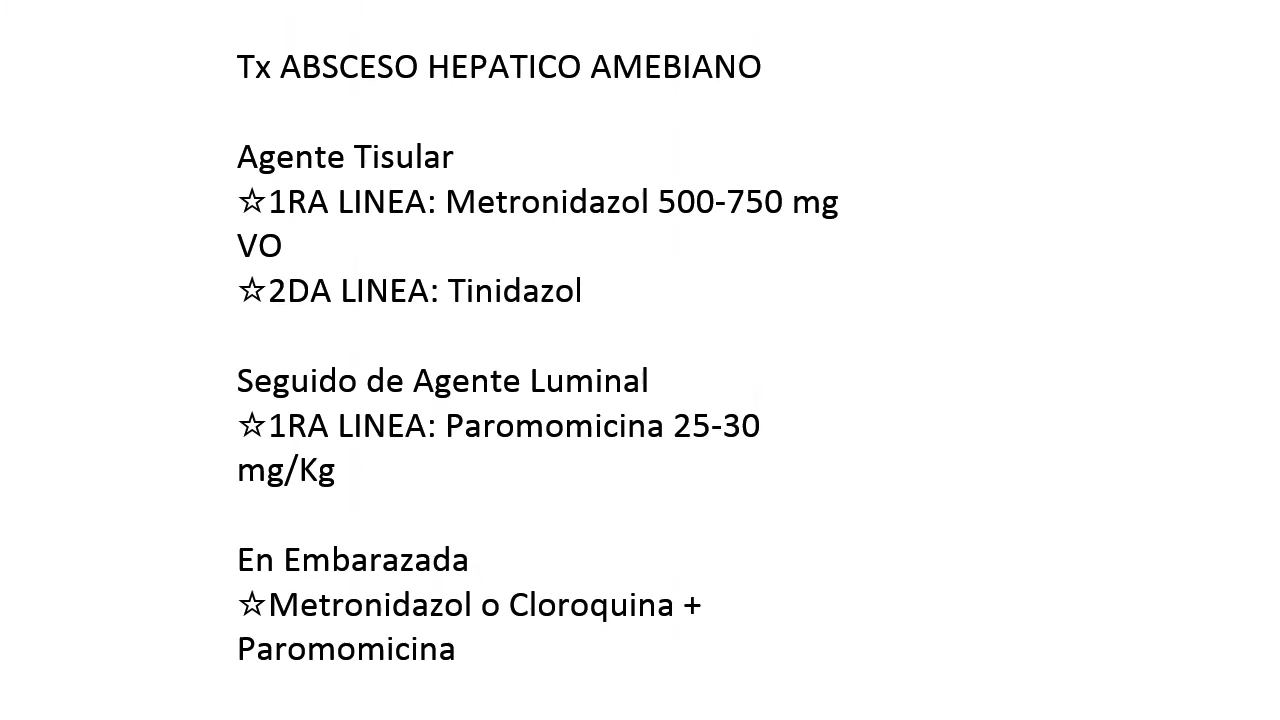 Tx ABSCESO HEPATICO AMEBIANO
Agente Tisular
☆1RA LINEA: Metronidazol 500-750 mg
VO
☆2DA LINEA: Tinidazol
Seguido de Agente Luminal
☆1RA LINEA: Paromomicina 25-30
mg/Kg
En Embarazada
☆Metronidazol o Cloroquina +
Paromomicina